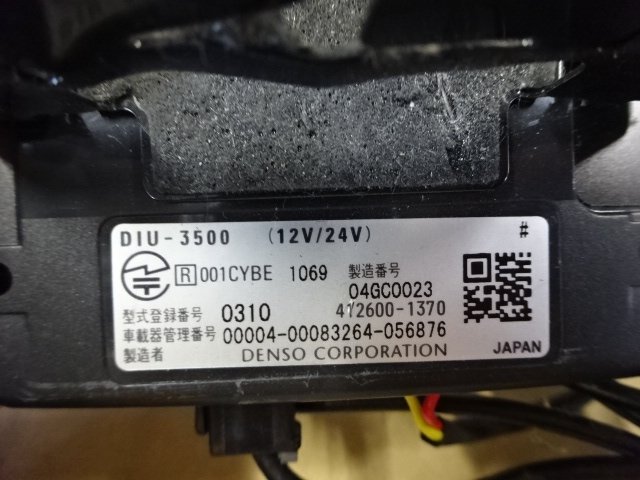 DIU-3500 (12V/24V) #
R 001CYBE 1069 製造番号
04GC0023
型式登録番号 0310 412600-1370
車載器管理番号 00004-00083264-056876
製造者 DENSO CORPORATION JAPAN